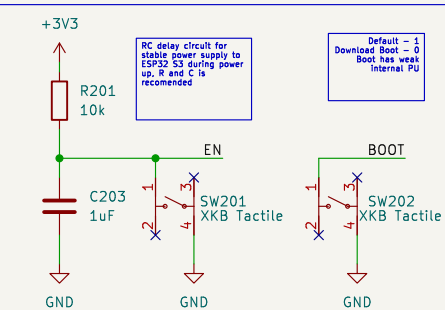 +3V3
RC delay circuit for
stable power supply to
ESP32 S3 during power
up, R and C is
recomended
Default - 1
Download Boot - 0
Boot has weak
internal PU
R201
10k
EN
BOOT
C203
1uF
1
3
2
4
SW201
XKB Tactile
1
3
2
4
SW202
XKB Tactile
GND
GND
GND